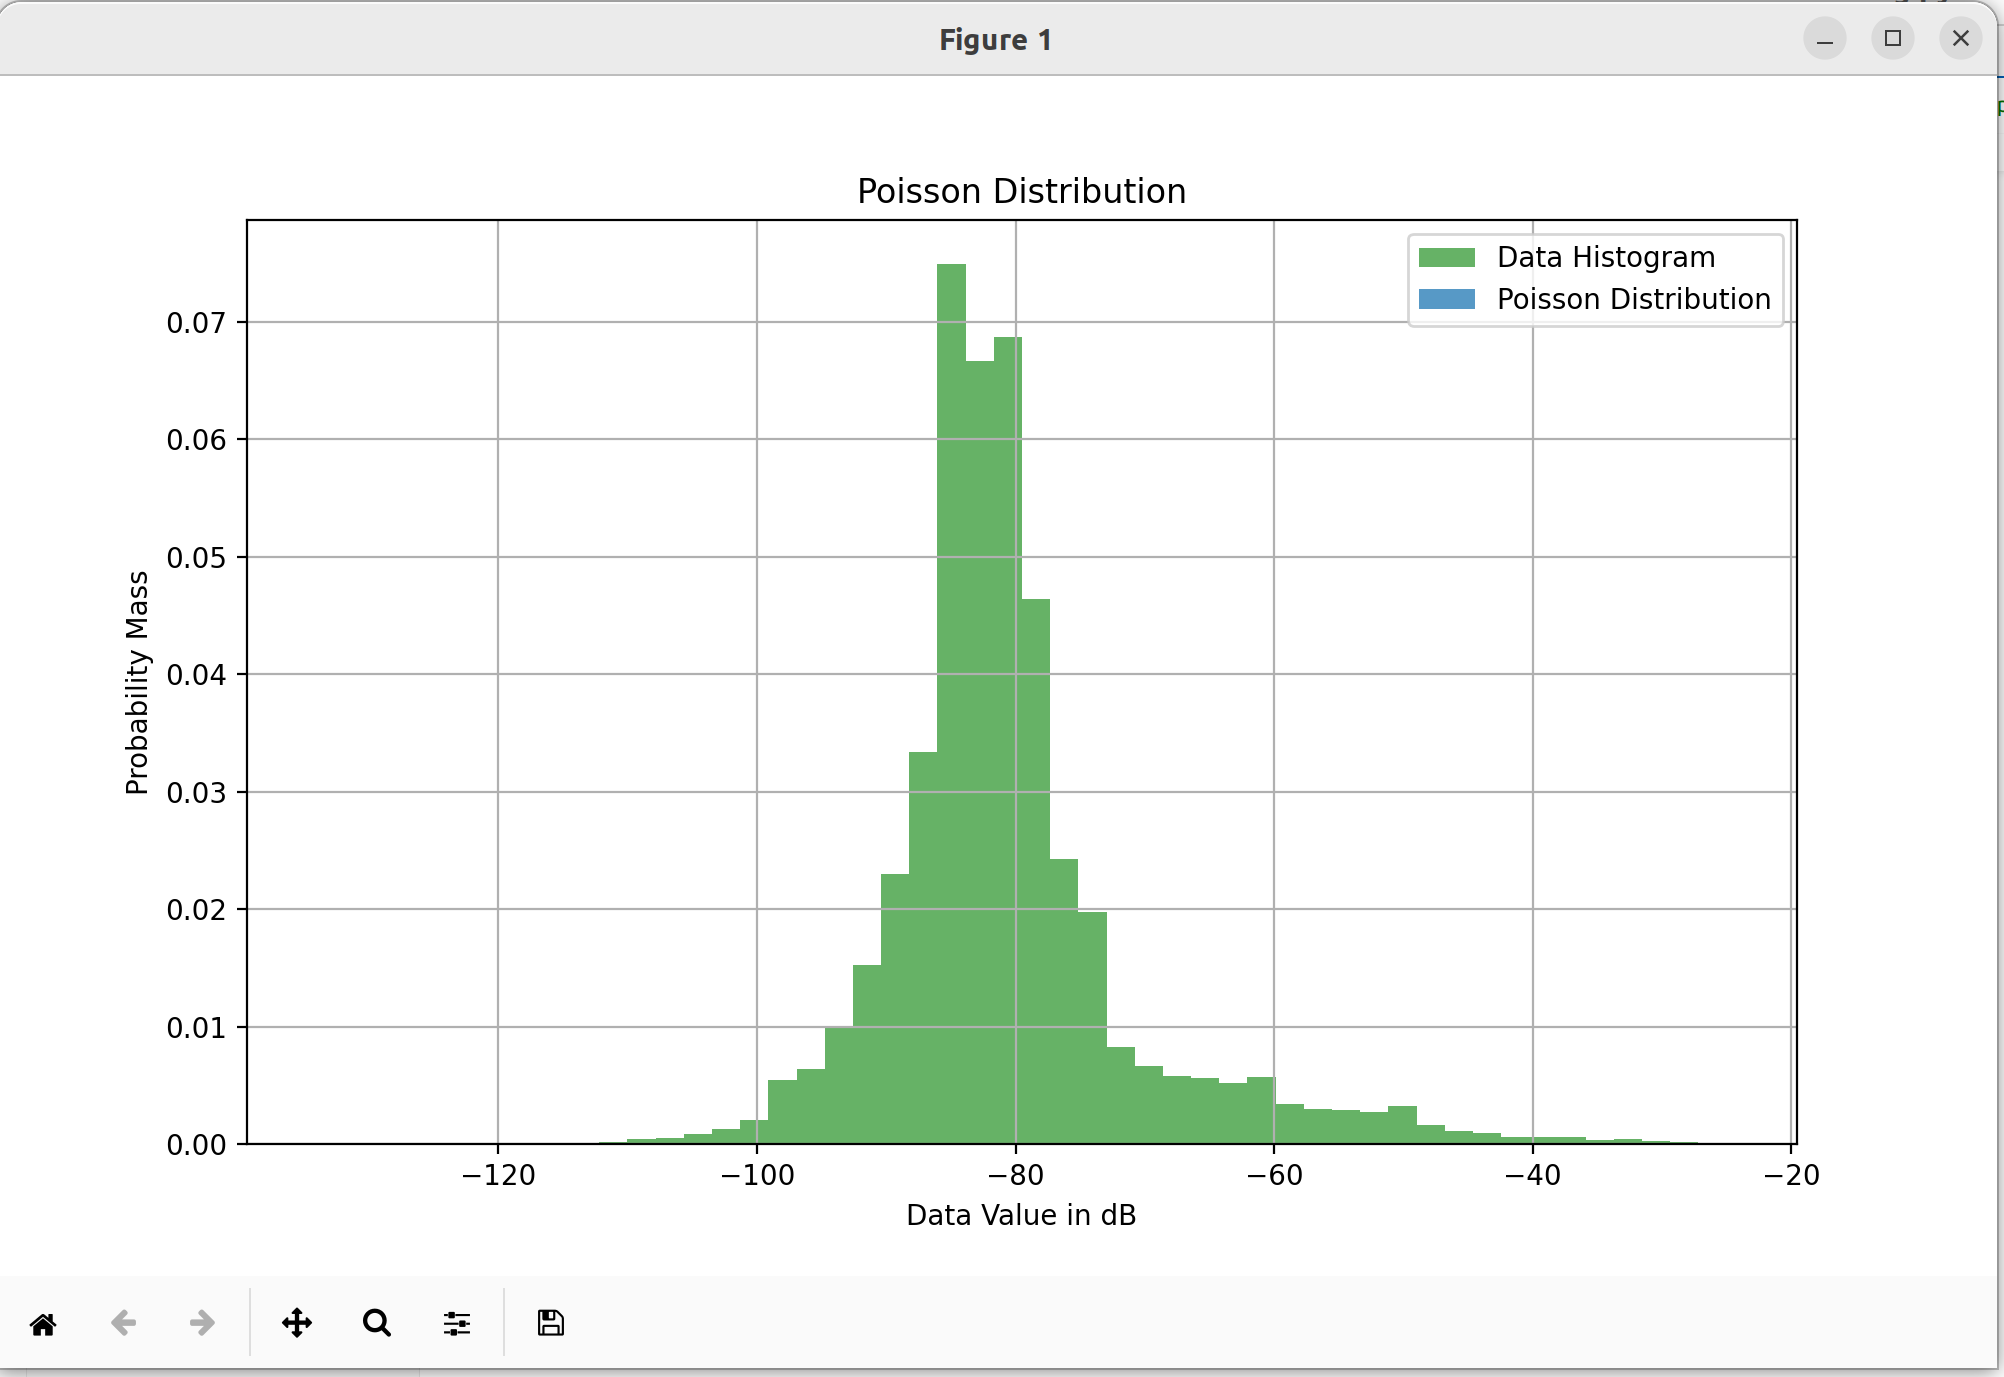 Figure 1
Poisson Distribution
Data Histogram
Poisson Distribution
0.07
0.06
0.05
0.04
0.03
0.02
0.01
0.00
Probability Mass
−120 −100 −80 −60 −40 −20
Data Value in dB